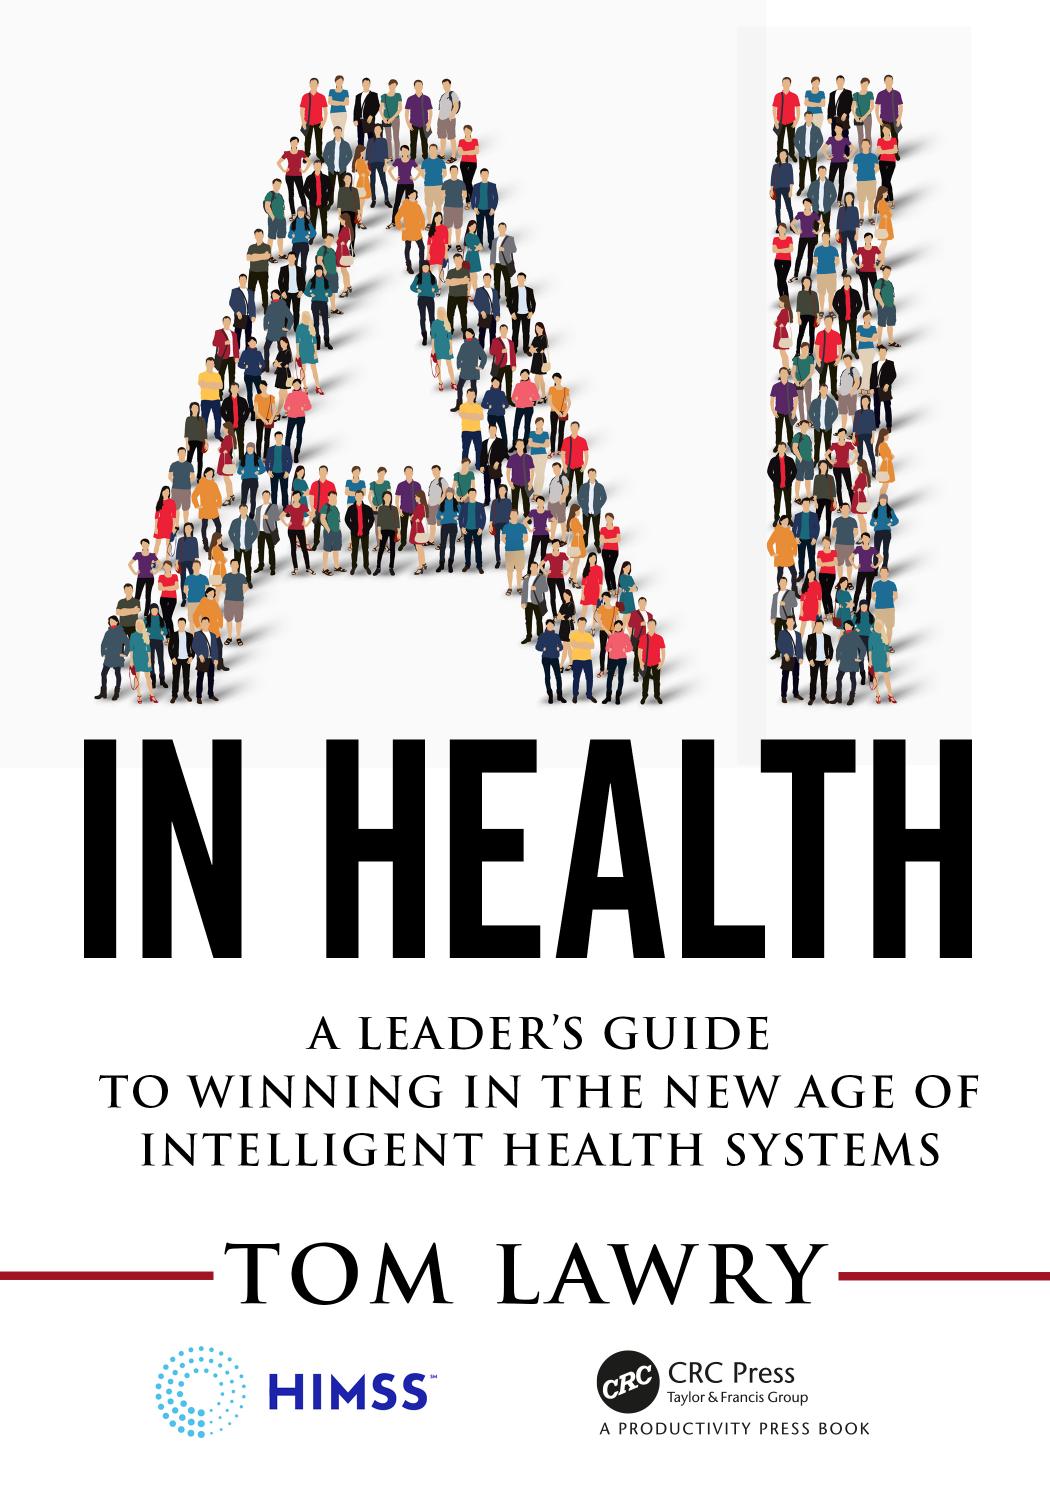 AI
IN HEALTH
A LEADER’S GUIDE
TO WINNING IN THE NEW AGE OF
INTELLIGENT HEALTH SYSTEMS
TOM LAWRY
HIMSS℠
CRC CRC Press
Taylor & Francis Group
A PRODUCTIVITY PRESS BOOK